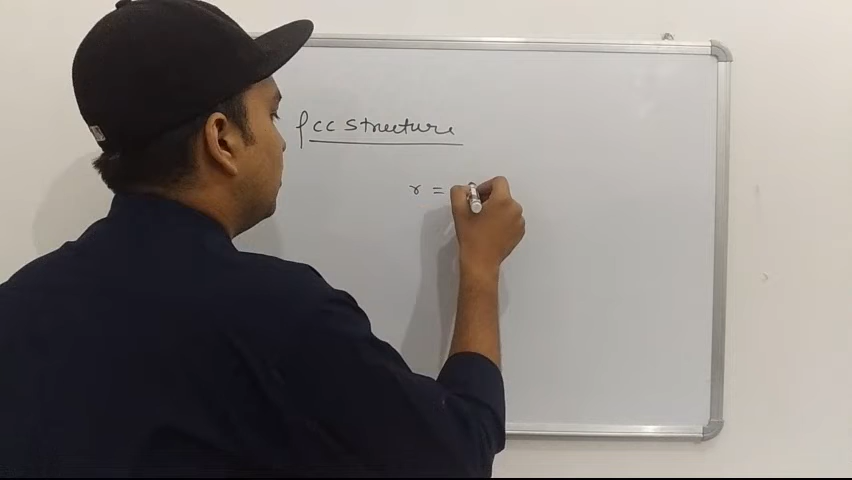 fcc structure
r =